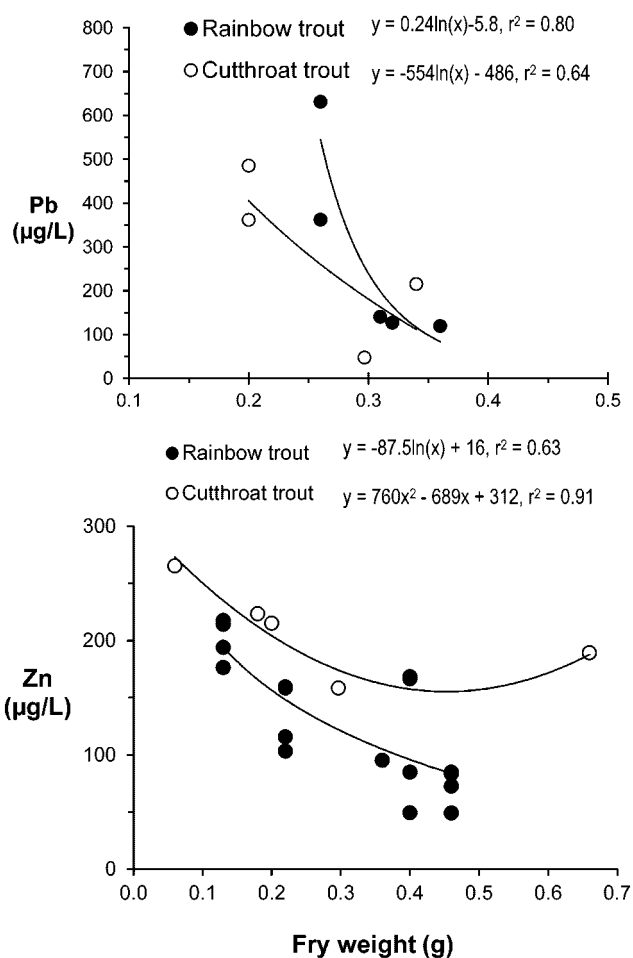 800
Rainbow trout y = 0.24ln(x)-5.8, r² = 0.80
700
Cutthroat trout y = -554ln(x) - 486, r² = 0.64
600
500
Pb
(µg/L)
400
300
200
100
0
0.1 0.2 0.3 0.4 0.5
Rainbow trout y = -87.5ln(x) + 16, r² = 0.63
Cutthroat trout y = 760x² - 689x + 312, r² = 0.91
300
200
Zn
(µg/L)
100
0
0.0 0.1 0.2 0.3 0.4 0.5 0.6 0.7
Fry weight (g)